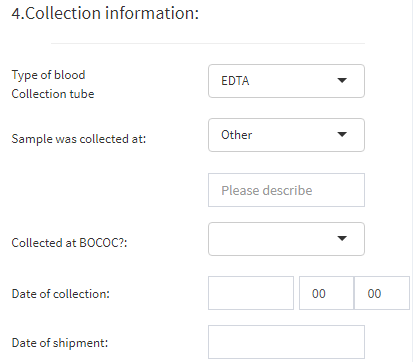 4.Collection information:
Type of blood
Collection tube
EDTA
Sample was collected at:
Other
Please describe
Collected at BOCOC?:
Date of collection:
00
00
Date of shipment: